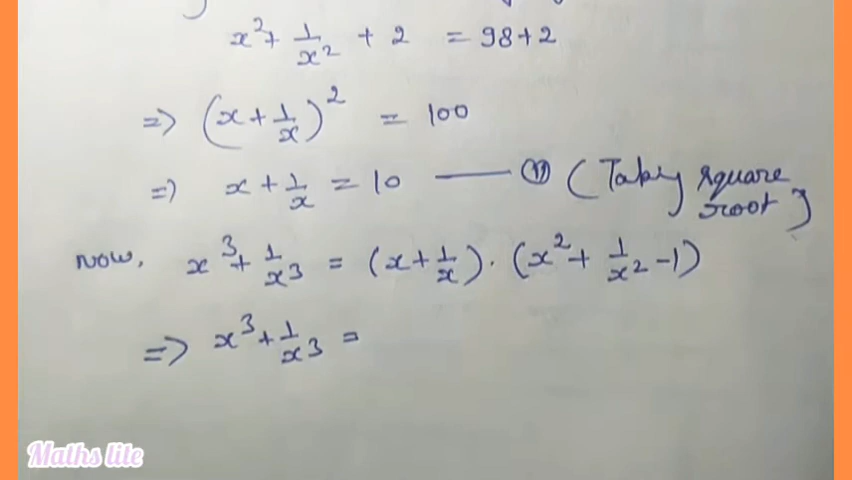 x² + 1/x² + 2 = 98+2
=> (x + 1/x)² = 100
=> x + 1/x = 10 —— (ii) (Taking square root)
Now, x³ + 1/x³ = (x + 1/x) · (x² + 1/x² - 1)
=> x³ + 1/x³ =
Maths lite